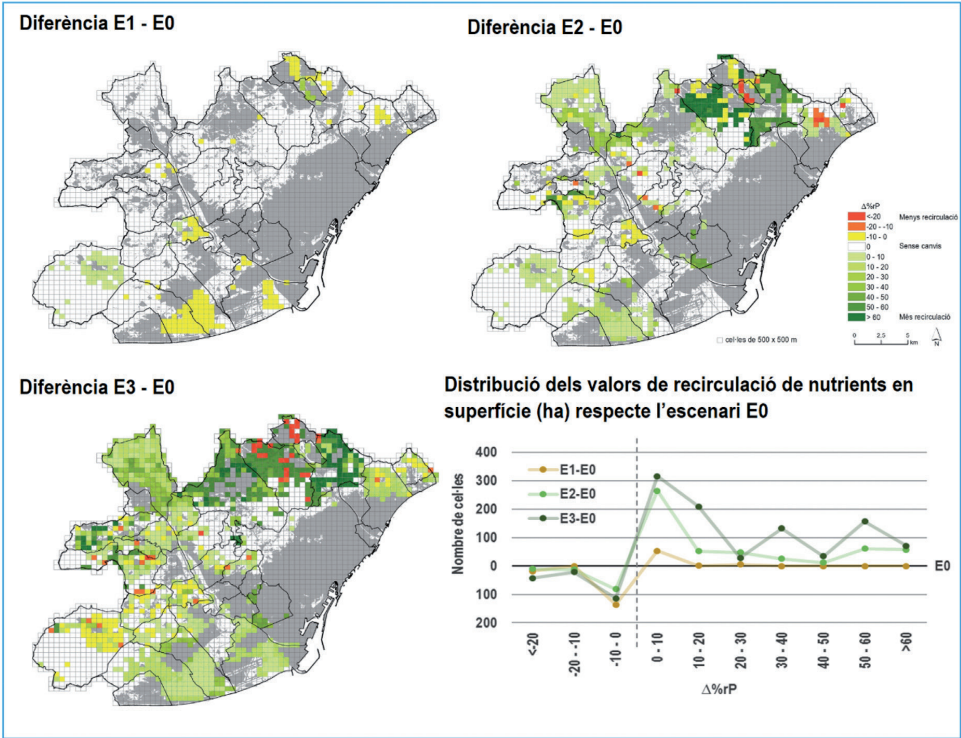 Diferència E1 - E0
Diferència E2 - E0
Δ%rP
<-20
Menys recirculació
-20 - -10
-10 - 0
0
Sense canvis
0 - 10
10 - 20
20 - 30
30 - 40
40 - 50
50 - 60
> 60
Més recirculació
cel·les de 500 x 500 m
0 2.5 5
km
N
Diferència E3 - E0
Distribució dels valors de recirculació de nutrients en
superfície (ha) respecte l'escenari E0
Nombre de cel·les
400
300
200
100
0
100
200
E1-E0
E2-E0
E3-E0
E0
<-20
-20 - -10
-10 - 0
0 - 10
10 - 20
20 - 30
30 - 40
40 - 50
50 - 60
>60
Δ%rP